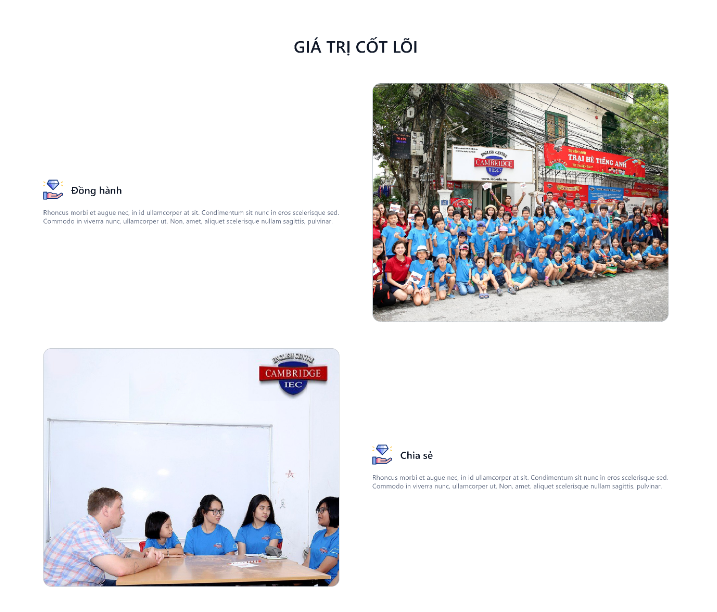 GIÁ TRỊ CỐT LÕI
Đồng hành
Rhoncus morbi et augue nec, in id ullamcorper at sit. Condimentum sit nunc in eros scelerisque sed.
Commodo in viverra nunc, ullamcorper ut. Non, amet, aliquet scelerisque nullam sagittis, pulvinar.
ENGLISH CENTRE
CAMBRIDGE
IEC
TRẠI HÈ TIẾNG ANH
ENGLISH CENTRE
CAMBRIDGE
IEC
Chia sẻ
Rhoncus morbi et augue nec, in id ullamcorper at sit. Condimentum sit nunc in eros scelerisque sed.
Commodo in viverra nunc, ullamcorper ut. Non, amet, aliquet scelerisque nullam sagittis, pulvinar.